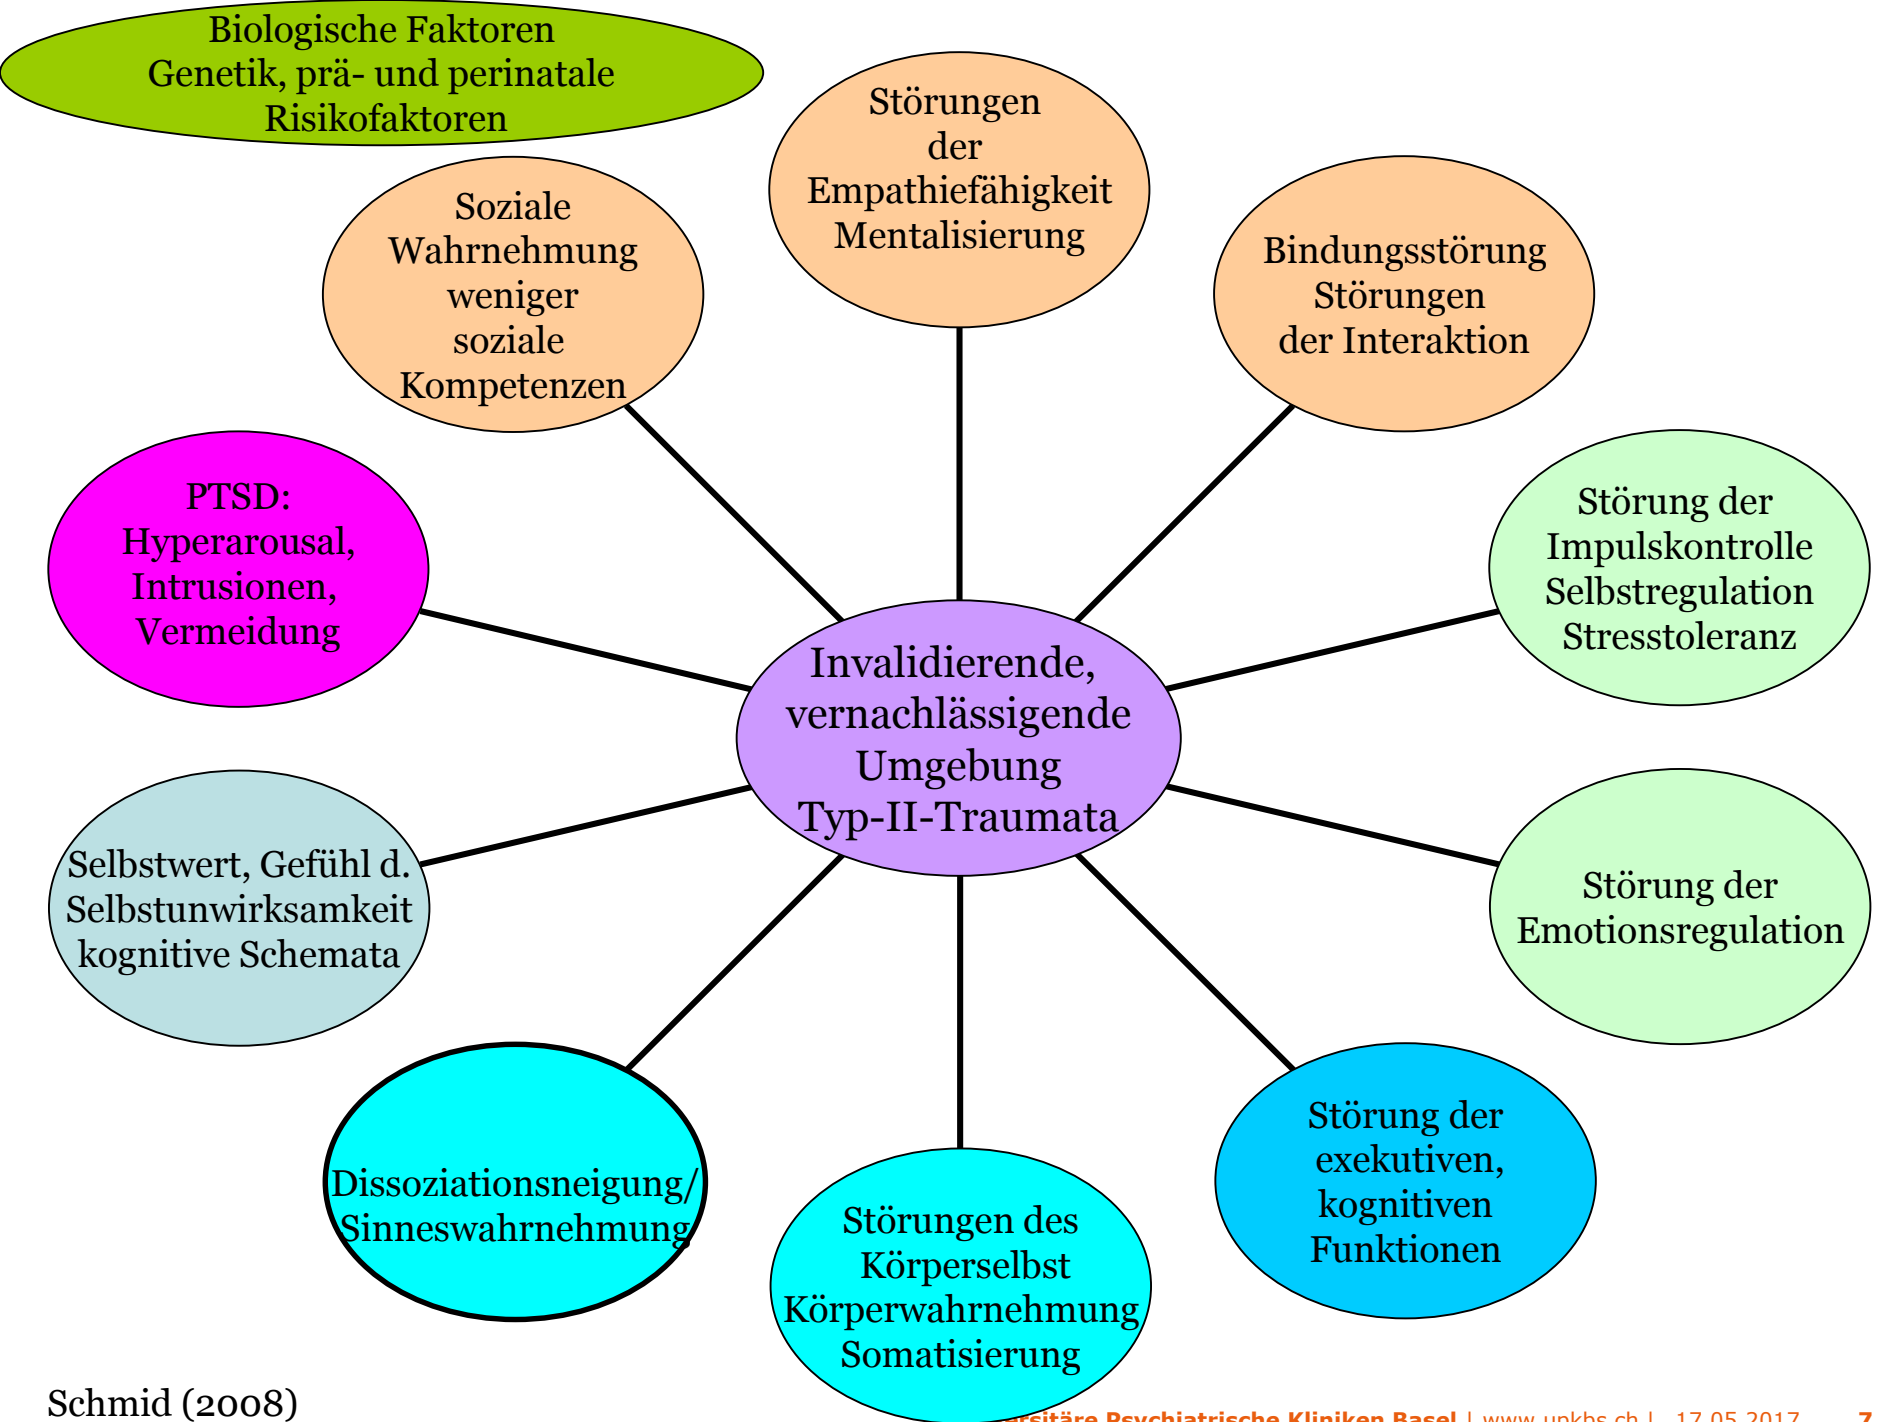 Biologische Faktoren
Genetik, prä- und perinatale
Risikofaktoren
Störungen
der
Empathiefähigkeit
Mentalisierung
Soziale
Wahrnehmung
weniger
soziale
Kompetenzen
Bindungsstörung
Störungen
der Interaktion
PTSD:
Hyperarousal,
Intrusionen,
Vermeidung
Störung der
Impulskontrolle
Selbstregulation
Stresstoleranz
Invalidierende,
vernachlässigende
Umgebung
Typ-II-Traumata
Selbstwert, Gefühl d.
Selbstunwirksamkeit
kognitive Schemata
Störung der
Emotionsregulation
Dissoziationsneigung/
Sinneswahrnehmung
Störungen des
Körperselbst
Körperwahrnehmung
Somatisierung
Störung der
exekutiven,
kognitiven
Funktionen
Schmid (2008)
Psychiatrische Kliniken Basel | www.upkbs.ch | 17.05.2017 7